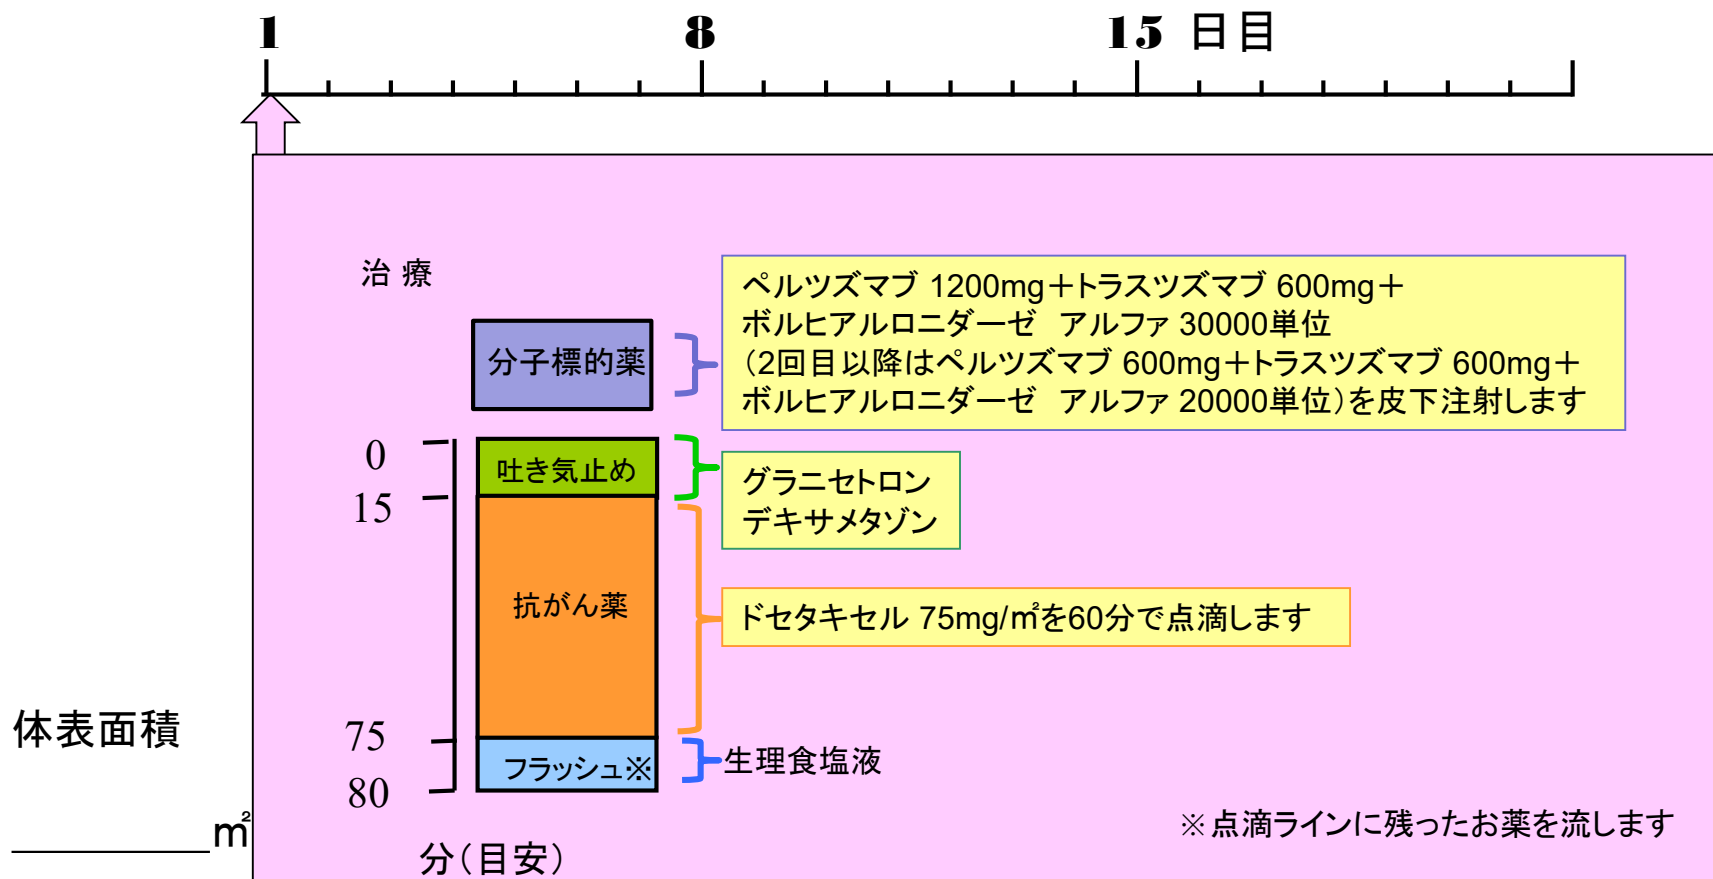 1 8 15 日目
治 療
分子標的薬
ペルツズマブ 1200mg＋トラスツズマブ 600mg＋
ボルヒアルロニダーゼ　アルファ 30000単位
（2回目以降はペルツズマブ 600mg＋トラスツズマブ 600mg＋
ボルヒアルロニダーゼ　アルファ 20000単位）を皮下注射します
0
吐き気止め
15
グラニセトロン
デキサメタゾン
抗がん薬
ドセタキセル 75mg/㎡を60分で点滴します
体表面積
75
フラッシュ※
生理食塩液
80
＿＿＿＿＿㎡
※点滴ラインに残ったお薬を流します
分（目安）